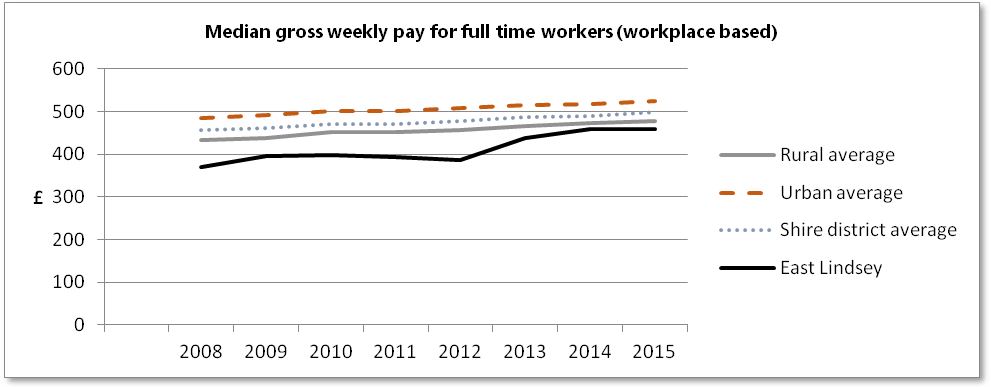 Median gross weekly pay for full time workers (workplace based)
600
500
400
300
200
100
0
£
2008 2009 2010 2011 2012 2013 2014 2015
Rural average
Urban average
Shire district average
East Lindsey